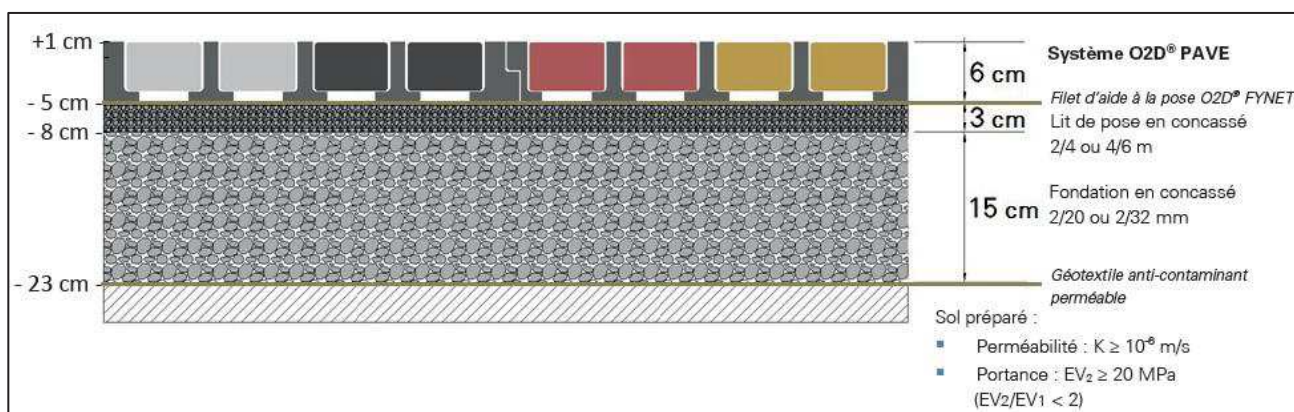 +1 cm
- 5 cm
- 8 cm
- 23 cm
6 cm
3 cm
15 cm
Système O2D® PAVE
Filet d'aide à la pose O2D® FYNET
Lit de pose en concassé
2/4 ou 4/6 m
Fondation en concassé
2/20 ou 2/32 mm
Géotextile anti-contaminant
perméable
Sol préparé :
▪ Perméabilité : K ≥ 10⁻⁶ m/s
▪ Portance : EV₂ ≥ 20 MPa
(EV₂/EV₁ < 2)